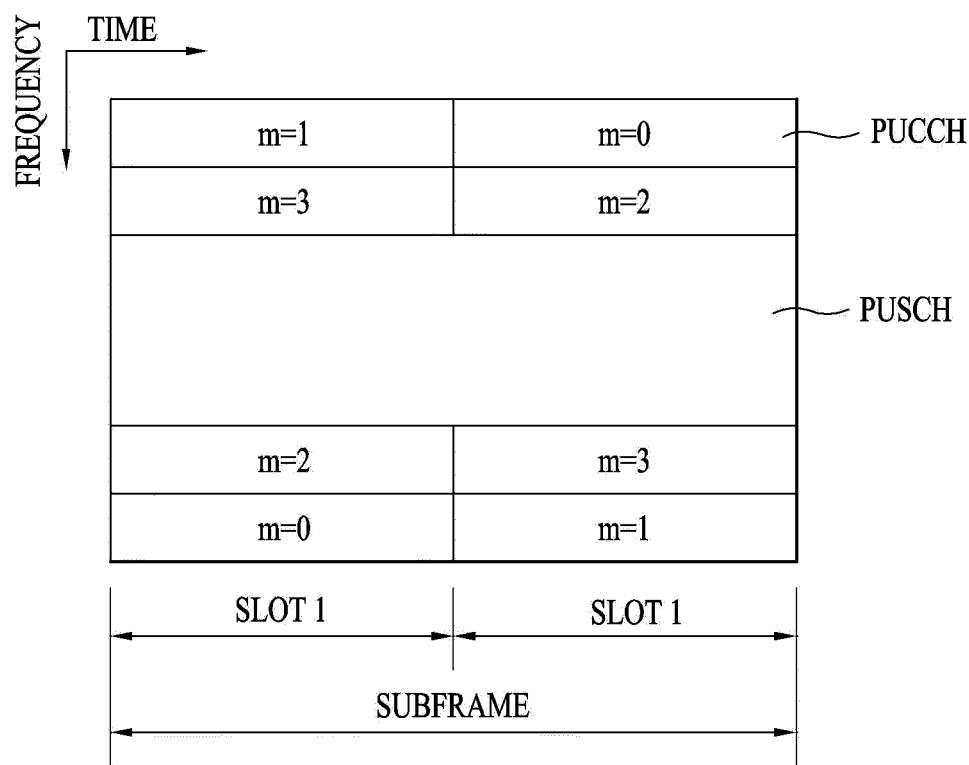 TIME
FREQUENCY
m=1 m=0 PUCCH
m=3 m=2
PUSCH
m=2 m=3
m=0 m=1
SLOT 1 SLOT 1
SUBFRAME